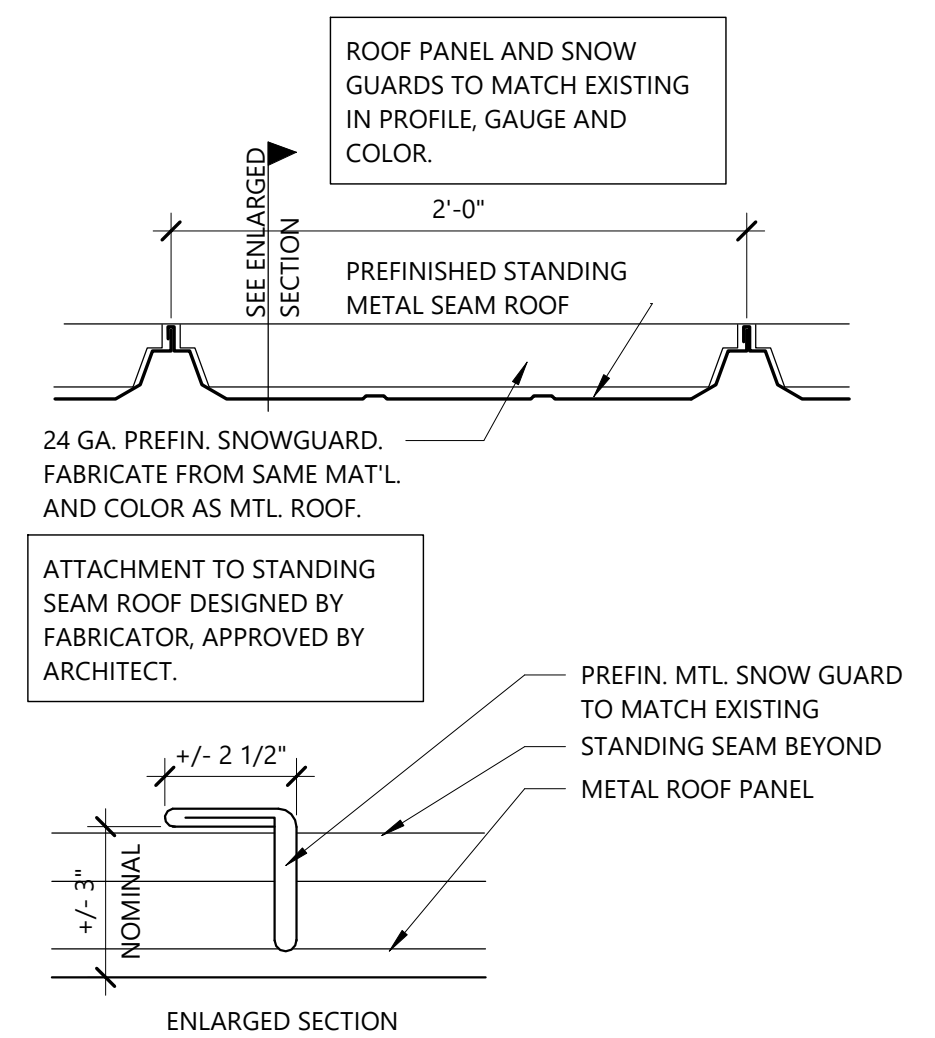 ROOF PANEL AND SNOW
GUARDS TO MATCH EXISTING
IN PROFILE, GAUGE AND
COLOR.
SEE ENLARGED
SECTION
2'-0"
PREFINISHED STANDING
METAL SEAM ROOF
24 GA. PREFIN. SNOWGUARD.
FABRICATE FROM SAME MAT'L.
AND COLOR AS MTL. ROOF.
ATTACHMENT TO STANDING
SEAM ROOF DESIGNED BY
FABRICATOR, APPROVED BY
ARCHITECT.
PREFIN. MTL. SNOW GUARD
TO MATCH EXISTING
STANDING SEAM BEYOND
METAL ROOF PANEL
+/- 2 1/2"
+/- 3"
NOMINAL
ENLARGED SECTION